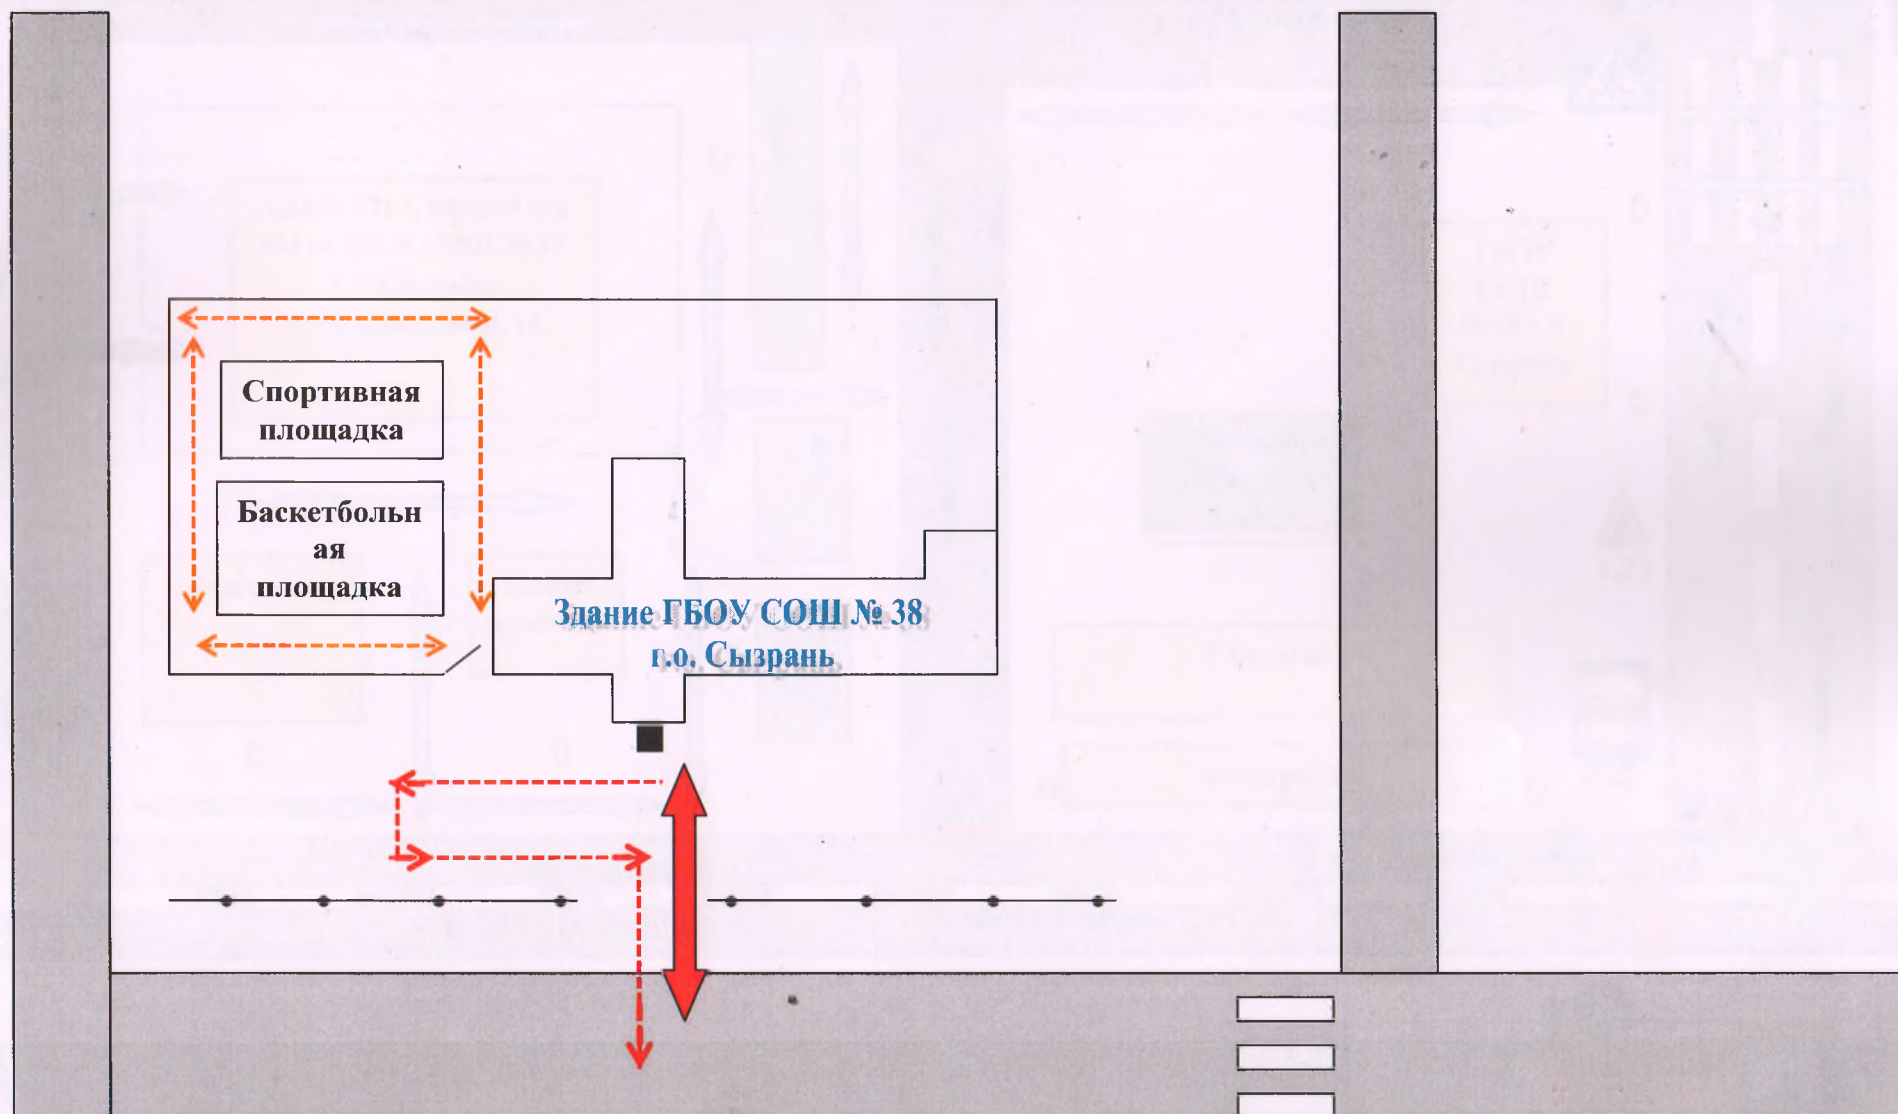 Спортивная
площадка
Баскетбольн
ая
площадка
Здание ГБОУ СОШ № 38
г.о. Сызрань